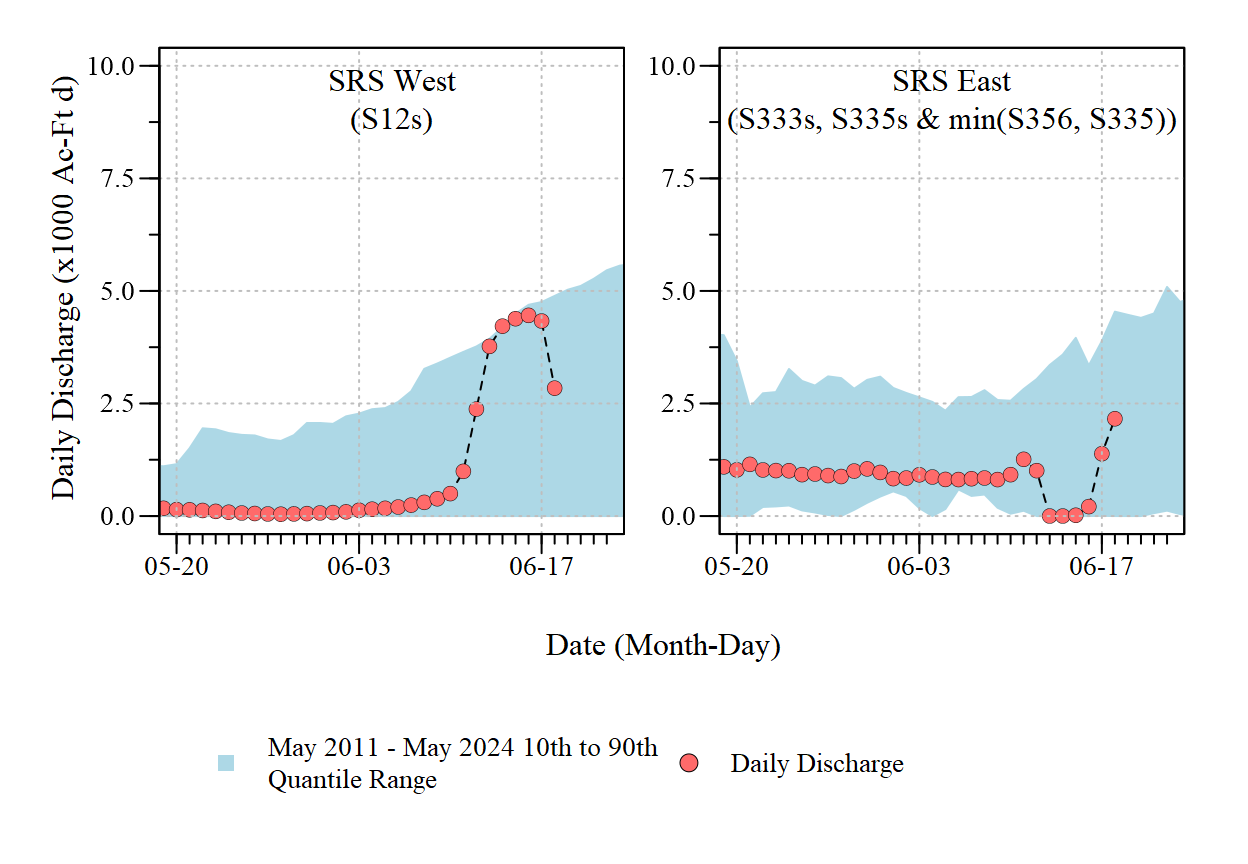 SRS West
(S12s)
SRS East
(S333s, S335s & min(S356, S335))
Daily Discharge (x1000 Ac-Ft d)
10.0
7.5
5.0
2.5
0.0
10.0
7.5
5.0
2.5
0.0
05-20
06-03
06-17
05-20
06-03
06-17
Date (Month-Day)
May 2011 - May 2024 10th to 90th
Quantile Range
Daily Discharge